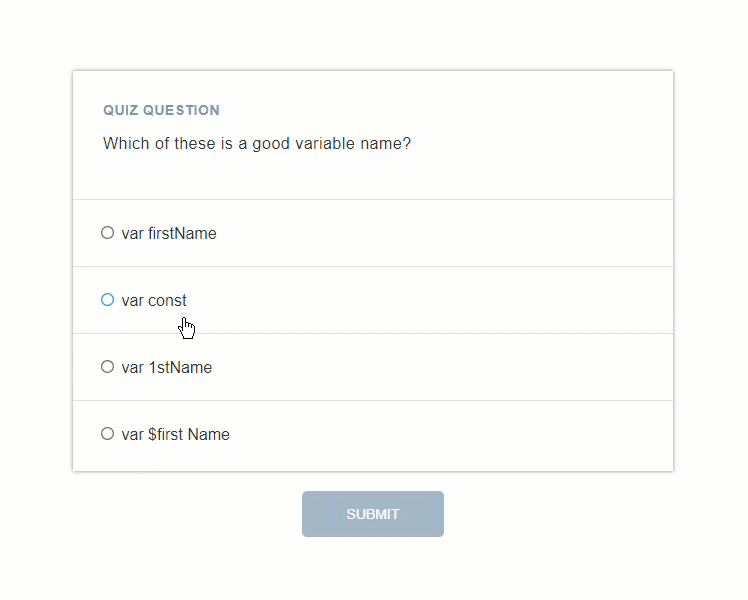 QUIZ QUESTION
Which of these is a good variable name?
var firstName
var const
var 1stName
var $first Name
SUBMIT